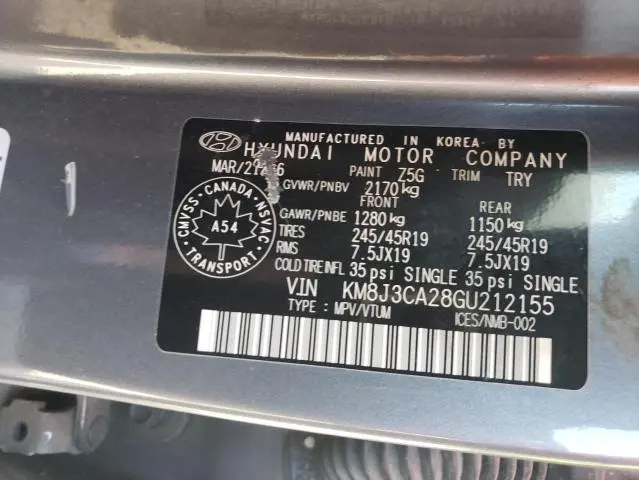 MANUFACTURED IN KOREA BY
HYUNDAI MOTOR COMPANY
PAINT Z5G TRIM TRY
GVWR/PNBV 2170 kg
FRONT REAR
GAWR/PNBE 1280 kg 1150 kg
TIRES 245/45R19 245/45R19
RIMS 7.5JX19 7.5JX19
COLD TIRE INFL 35 psi SINGLE 35 psi SINGLE
VIN KM8J3CA28GU212155
TYPE : MPV/VTUM ICES/NMB-002
CANADA
CMVSS - NSVAC
A54
TRANSPORT